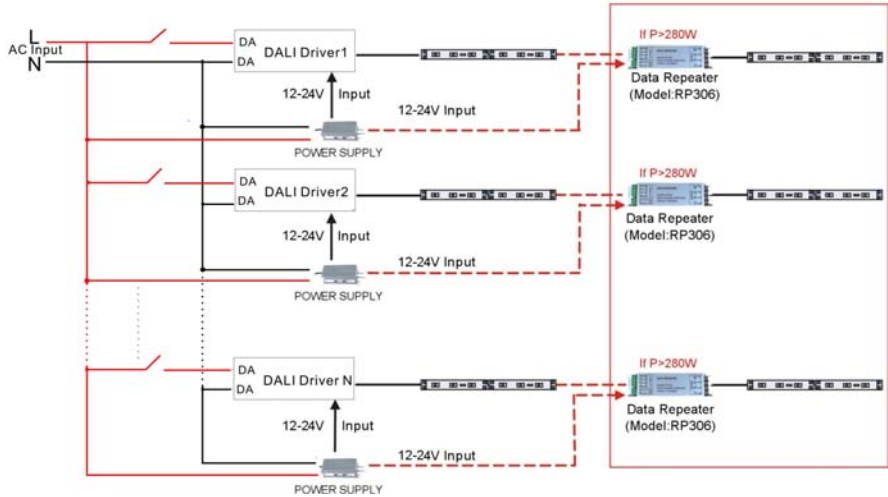 L
AC Input
N
DA
DA
DALI Driver1
12-24V Input
12-24V Input
POWER SUPPLY
If P>280W
Data Repeater
(Model:RP306)
DA
DA
DALI Driver2
12-24V Input
12-24V Input
POWER SUPPLY
If P>280W
Data Repeater
(Model:RP306)
DA
DA
DALI Driver N
12-24V Input
12-24V Input
POWER SUPPLY
If P>280W
Data Repeater
(Model:RP306)